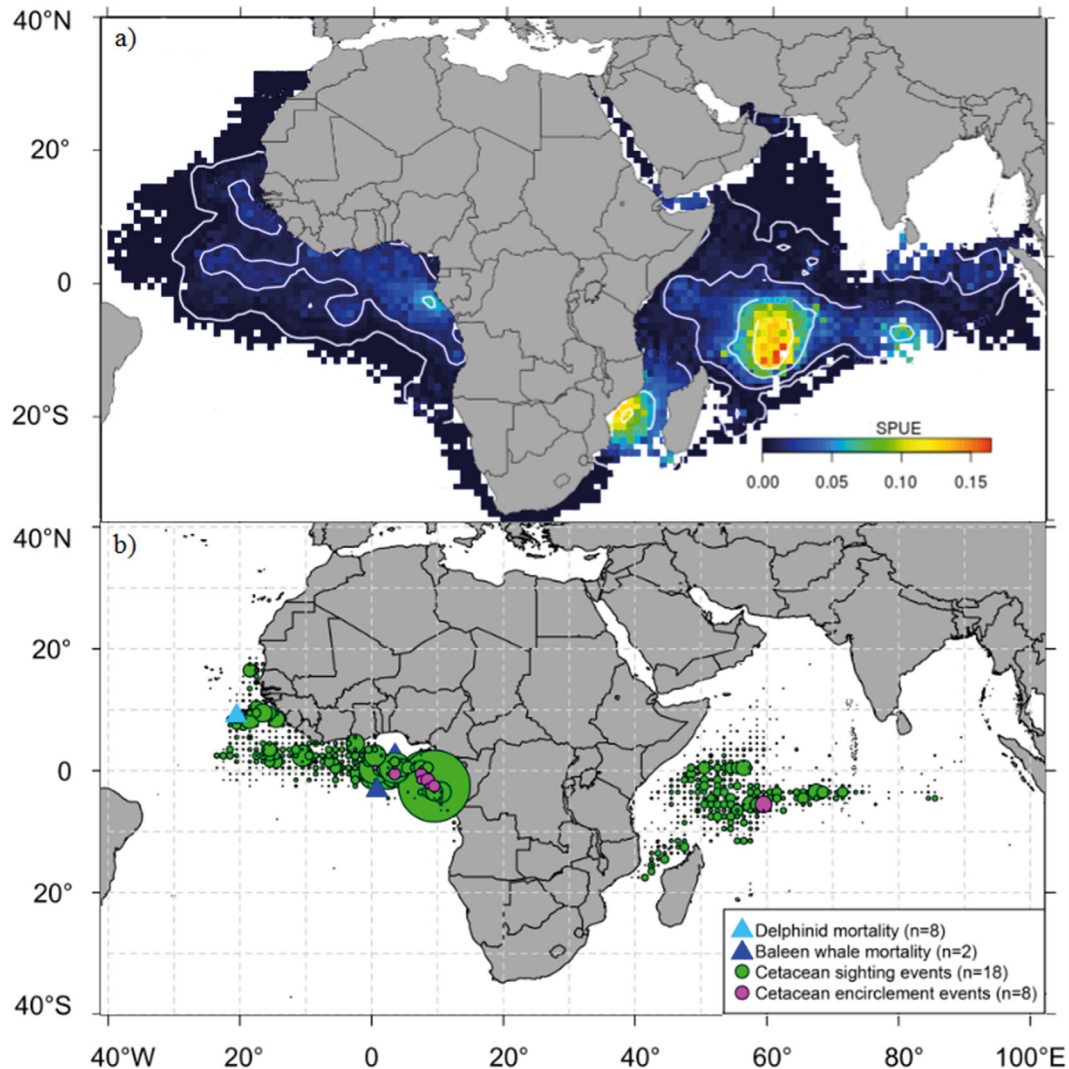 40°N
a)
20°
0
20°S
SPUE
0.00 0.05 0.10 0.15
40°N
b)
20°
0
20°
40°S
Delphinid mortality (n=8)
Baleen whale mortality (n=2)
Cetacean sighting events (n=18)
Cetacean encirclement events (n=8)
40°W 20° 0 20° 40° 60° 80° 100°E